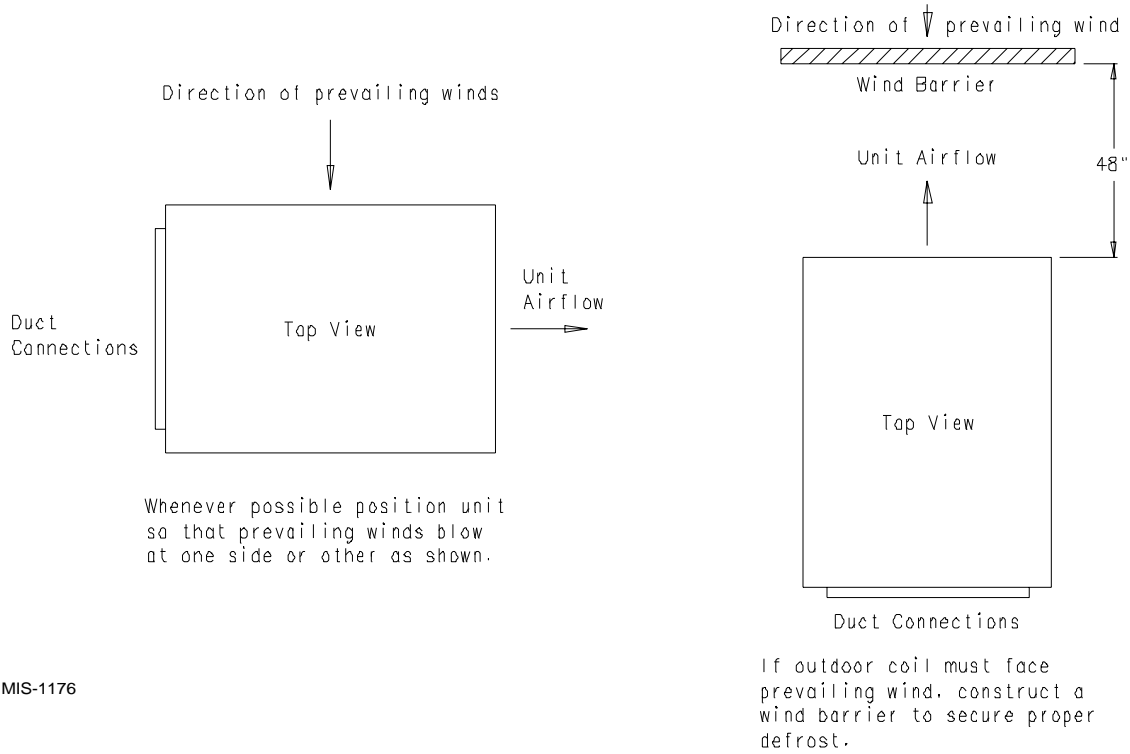 Direction of prevailing winds
Duct
Connections
Top View
Unit
Airflow
Whenever possible position unit
so that prevailing winds blow
at one side or other as shown.
MIS-1176
Direction of prevailing wind
Wind Barrier
Unit Airflow
48"
Top View
Duct Connections
If outdoor coil must face
prevailing wind, construct a
wind barrier to secure proper
defrost.